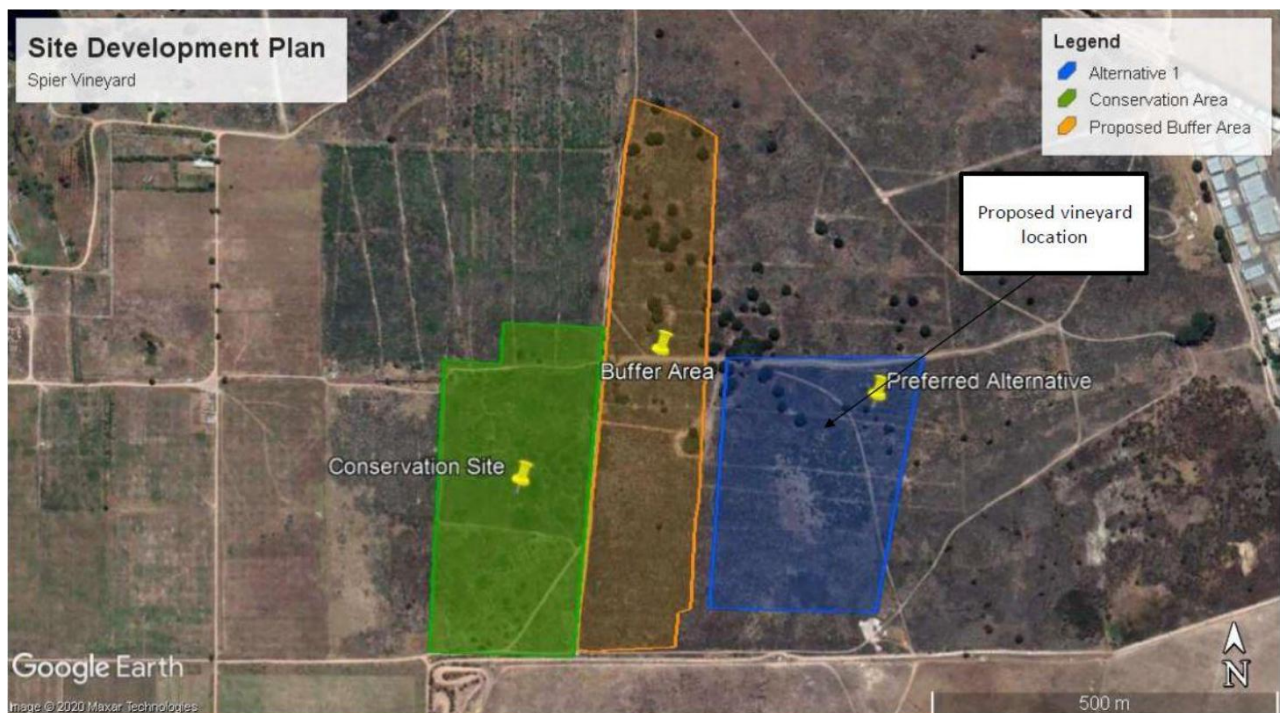 Site Development Plan
Spier Vineyard
Legend
Alternative 1
Conservation Area
Proposed Buffer Area
Proposed vineyard
location
Buffer Area
Preferred Alternative
Conservation Site
Google Earth
Image © 2020 Maxar Technologies
N
500 m